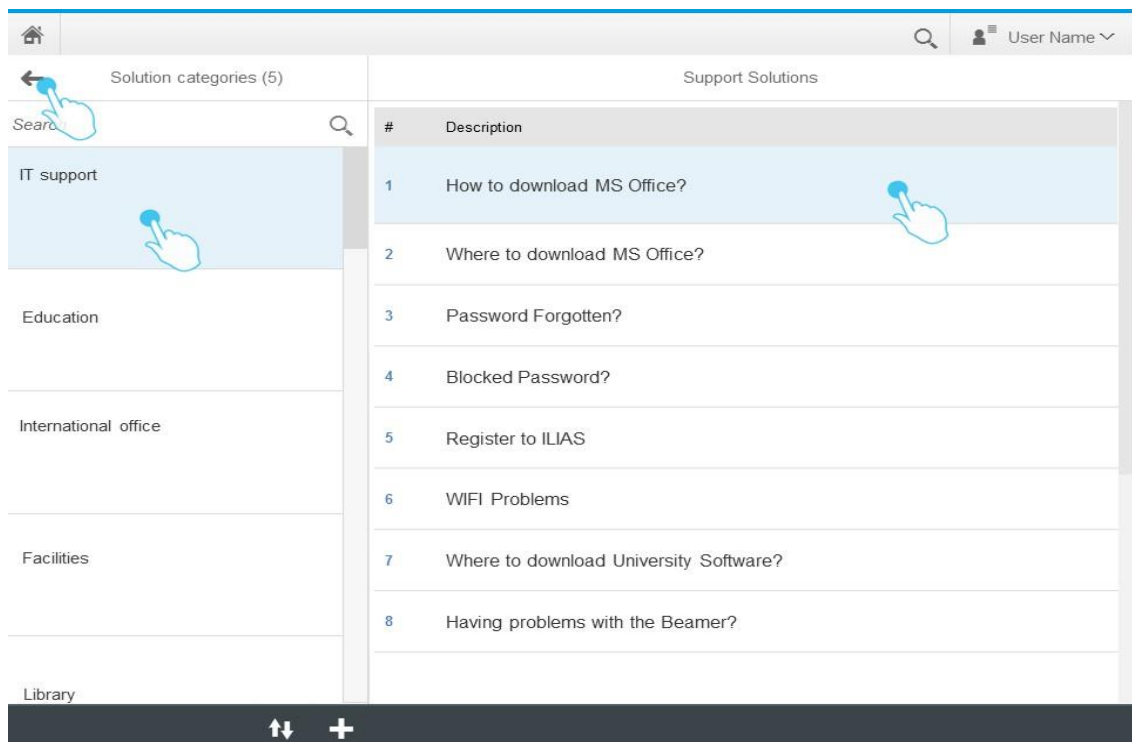 User Name
Solution categories (5)
Support Solutions
Search
# Description
IT support
Education
International office
Facilities
Library
1 How to download MS Office?
2 Where to download MS Office?
3 Password Forgotten?
4 Blocked Password?
5 Register to ILIAS
6 WIFI Problems
7 Where to download University Software?
8 Having problems with the Beamer?